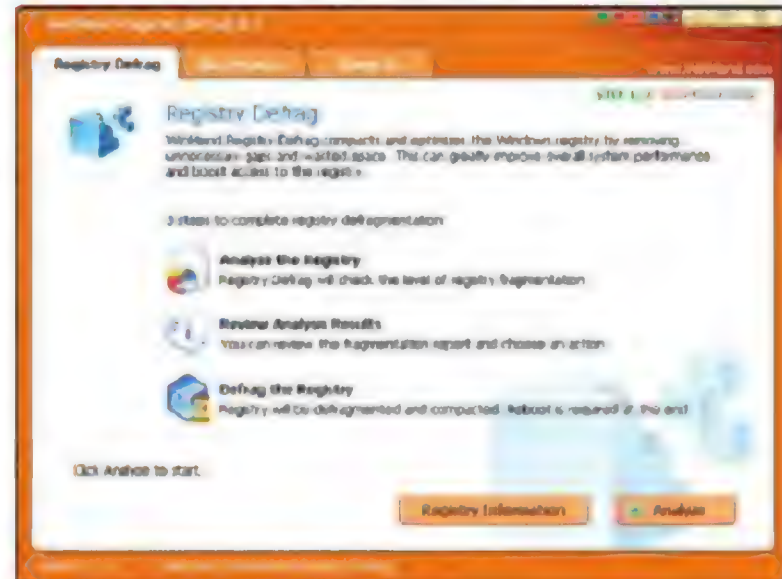 Registry Defrag
Registry Defrag
WinMend Registry Defrag compacts and optimizes the Windows registry by removing
unnecessary gaps and wasted space. This can greatly improve overall system performance
and boost access to the registry.
3 steps to complete registry defragmentation
Analyze the Registry
Registry Defrag will check the level of registry fragmentation
Review Analysis Results
You can review the fragmentation report and choose an action
Defrag the Registry
Registry will be defragmented and compacted. Reboot is required at the end
Click Analyze to start.
Registry Information
Analyze